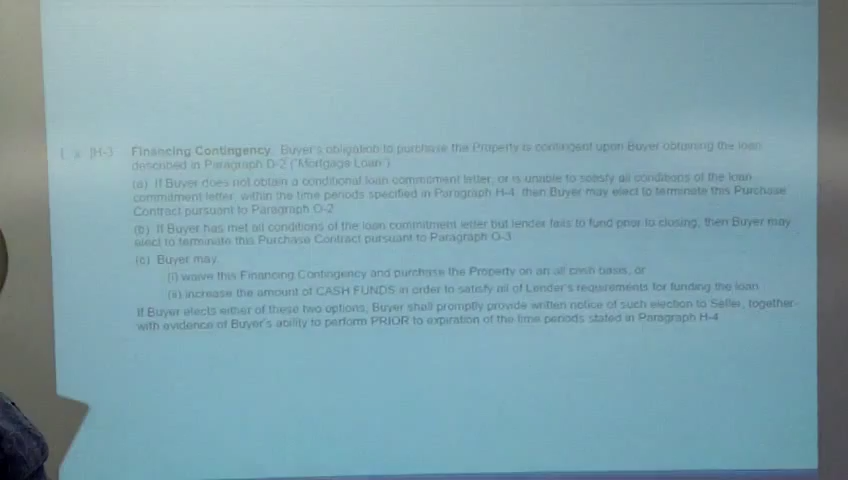 [ x ]H-3 Financing Contingency. Buyer's obligation to purchase the Property is contingent upon Buyer obtaining the loan
described in Paragraph D-2 ("Mortgage Loan")
(a) If Buyer does not obtain a conditional loan commitment letter, or is unable to satisfy all conditions of the loan
commitment letter, within the time periods specified in Paragraph H-4, then Buyer may elect to terminate this Purchase
Contract pursuant to Paragraph O-2
(b) If Buyer has met all conditions of the loan commitment letter but lender fails to fund prior to closing, then Buyer may
elect to terminate this Purchase Contract pursuant to Paragraph O-3
(c) Buyer may
(i) waive this Financing Contingency and purchase the Property on an all cash basis, or
(ii) increase the amount of CASH FUNDS in order to satisfy all of Lender's requirements for funding the loan
If Buyer elects either of these two options, Buyer shall promptly provide written notice of such election to Seller, together
with evidence of Buyer's ability to perform PRIOR to expiration of the time periods stated in Paragraph H-4